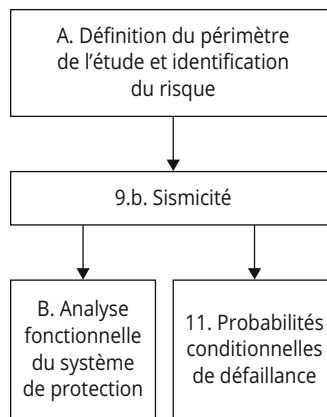 A. Définition du périmètre
de l'étude et identification
du risque
9.b. Sismicité
B. Analyse
fonctionnelle
du système
de protection
11. Probabilités
conditionnelles
de défaillance